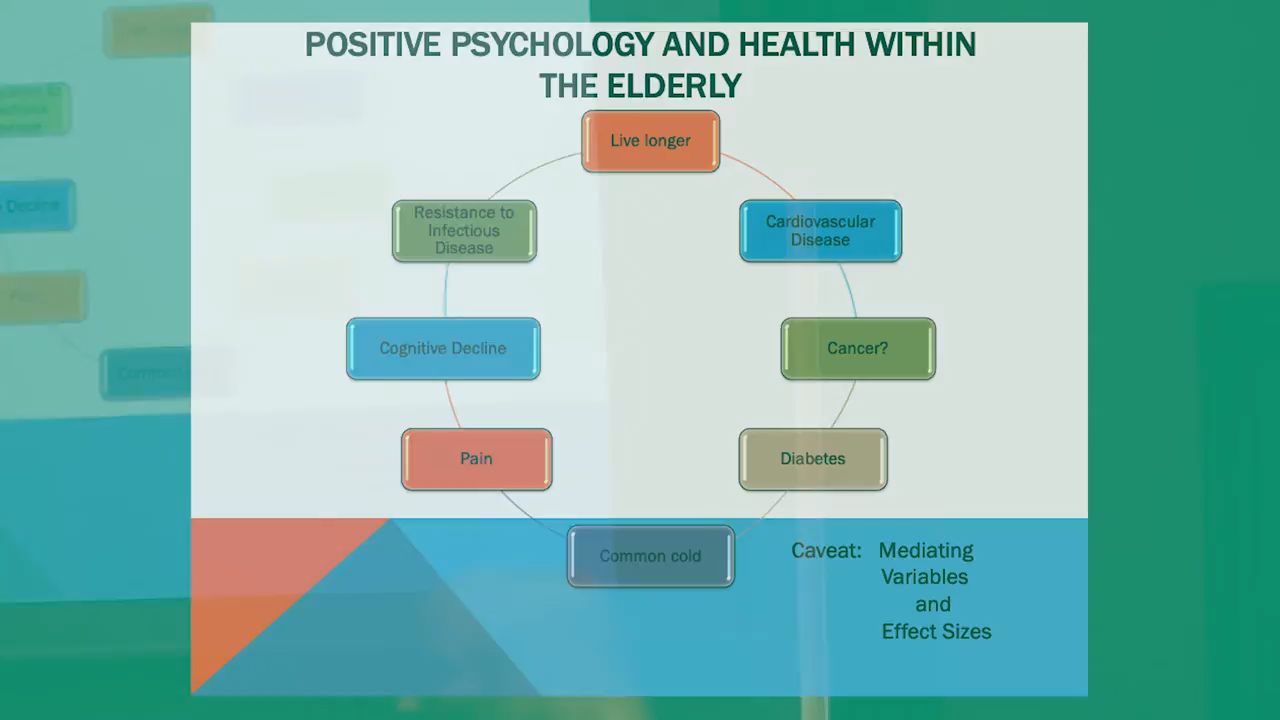 POSITIVE PSYCHOLOGY AND HEALTH WITHIN
THE ELDERLY
Live longer
Resistance to
Infectious
Disease
Cardiovascular
Disease
Cognitive Decline
Cancer?
Pain
Diabetes
Common cold
Caveat: Mediating
Variables
and
Effect Sizes